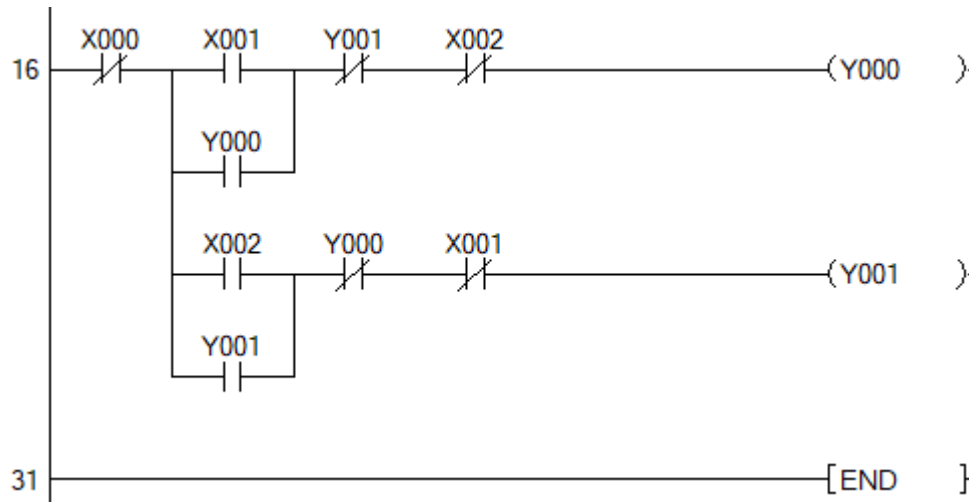 X000 X001 Y001 X002
16 (Y000 )
Y000
X002 Y000 X001
(Y001 )
Y001
31 [END ]